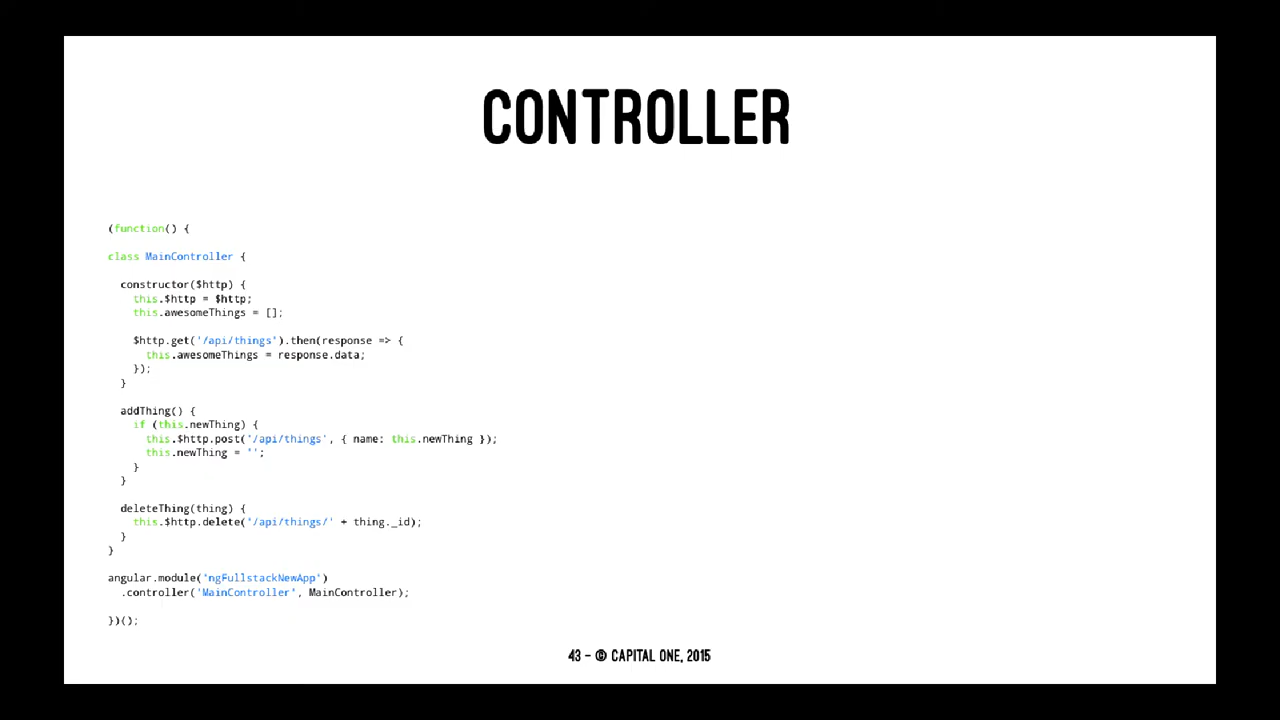 CONTROLLER
(function() {
class MainController {
constructor($http) {
this.$http = $http;
this.awesomeThings = [];
$http.get('/api/things').then(response => {
this.awesomeThings = response.data;
});
}
addThing() {
if (this.newThing) {
this.$http.post('/api/things', { name: this.newThing });
this.newThing = '';
}
}
deleteThing(thing) {
this.$http.delete('/api/things/' + thing._id);
}
}
angular.module('ngFullstackNewApp')
.controller('MainController', MainController);
})();
43 – © CAPITAL ONE, 2015